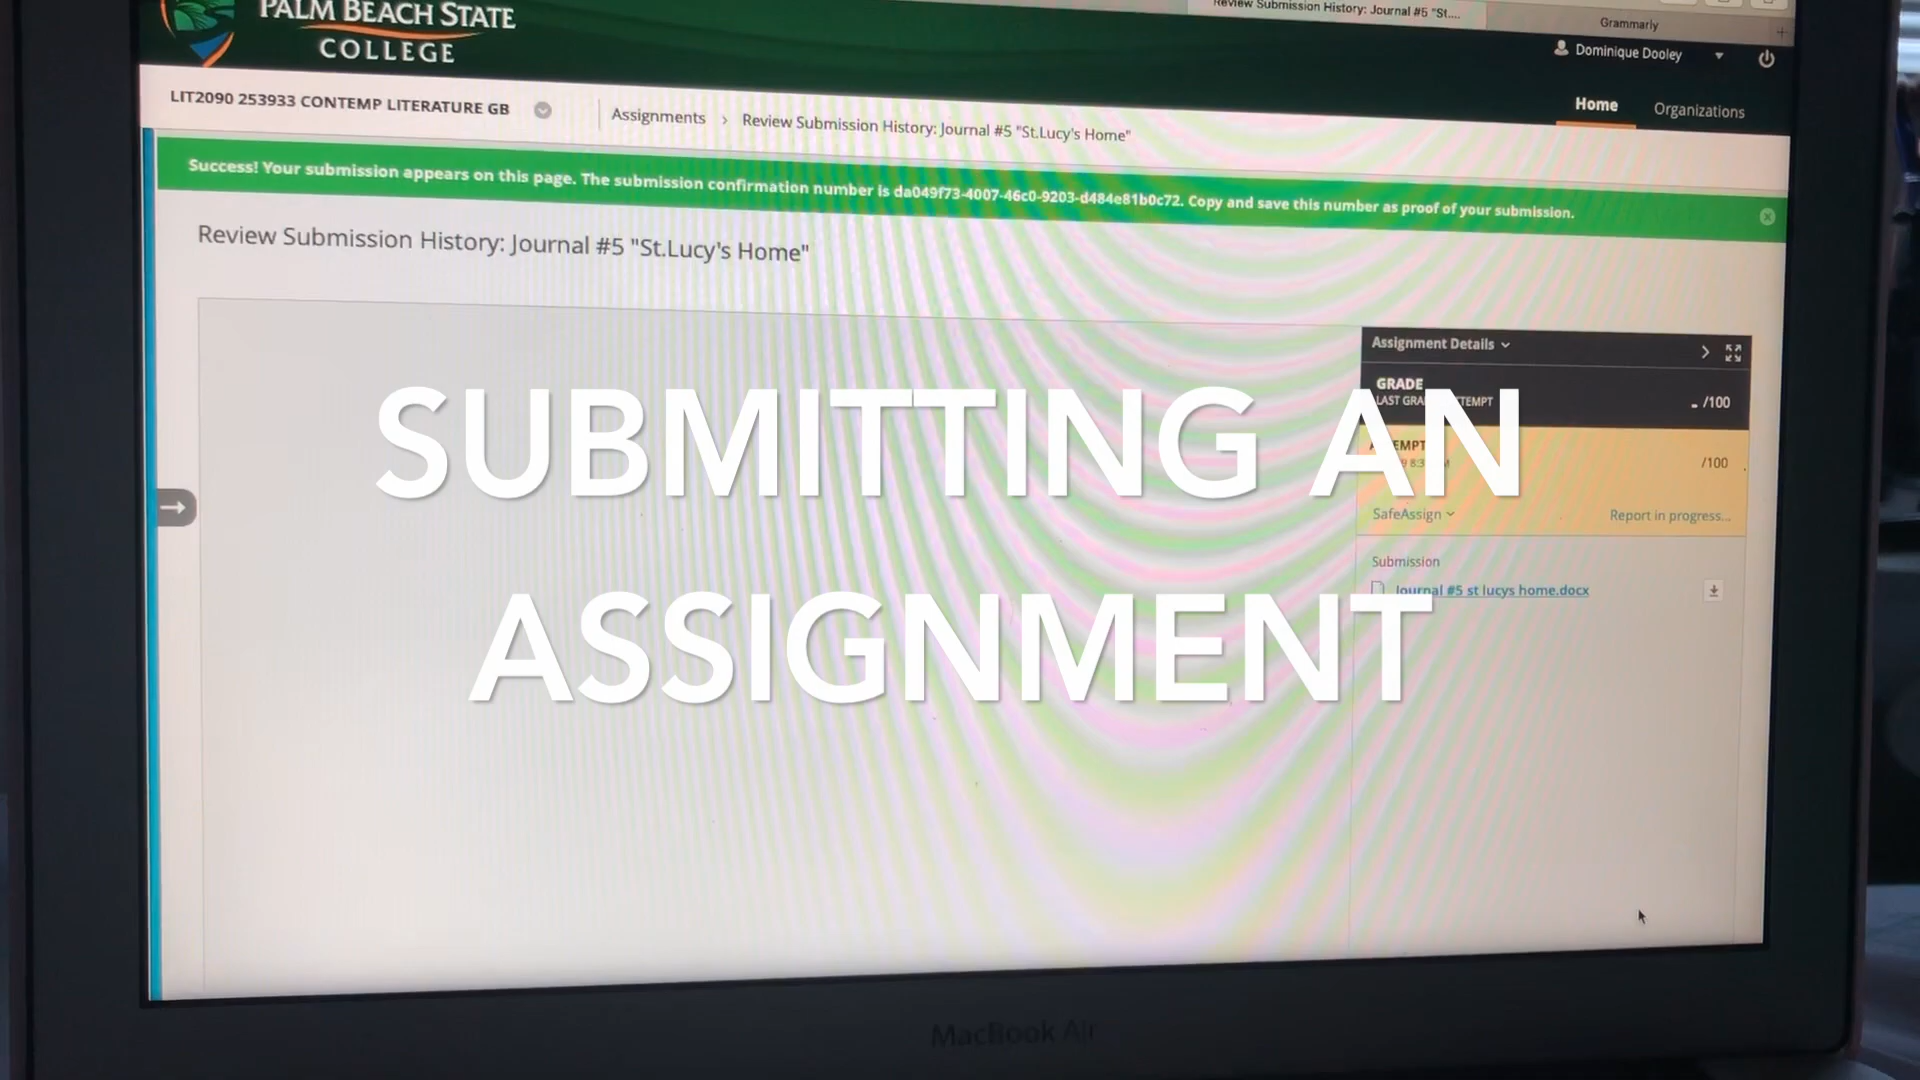 PALM BEACH STATE
COLLEGE
Review Submission History: Journal #5 "St....
Grammarly
Dominique Dooley
LIT2090 253933 CONTEMP LITERATURE GB
Assignments > Review Submission History: Journal #5 "St.Lucy's Home"
Home
Organizations
Success! Your submission appears on this page. The submission confirmation number is da049f73-4007-46c0-9203-d484e81b0c72. Copy and save this number as proof of your submission.
Review Submission History: Journal #5 "St.Lucy's Home"
Assignment Details
GRADE
LAST
- /100
/100
SafeAssign
Report in progress...
Submission
Journal #5 st lucys home.docx
SUBMITTING AN
ASSIGNMENT
MacBook Air